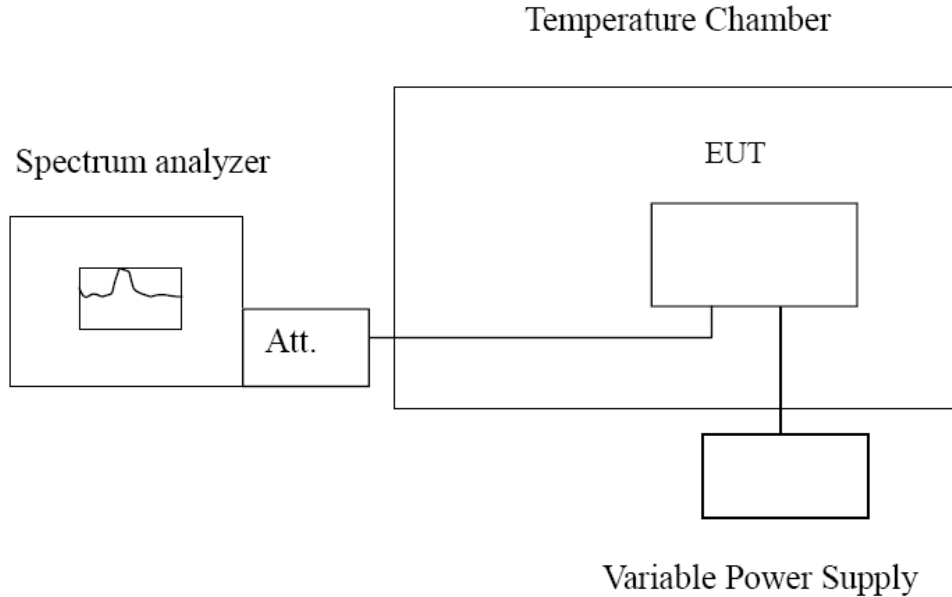 Temperature Chamber
Spectrum analyzer
EUT
Att.
Variable Power Supply